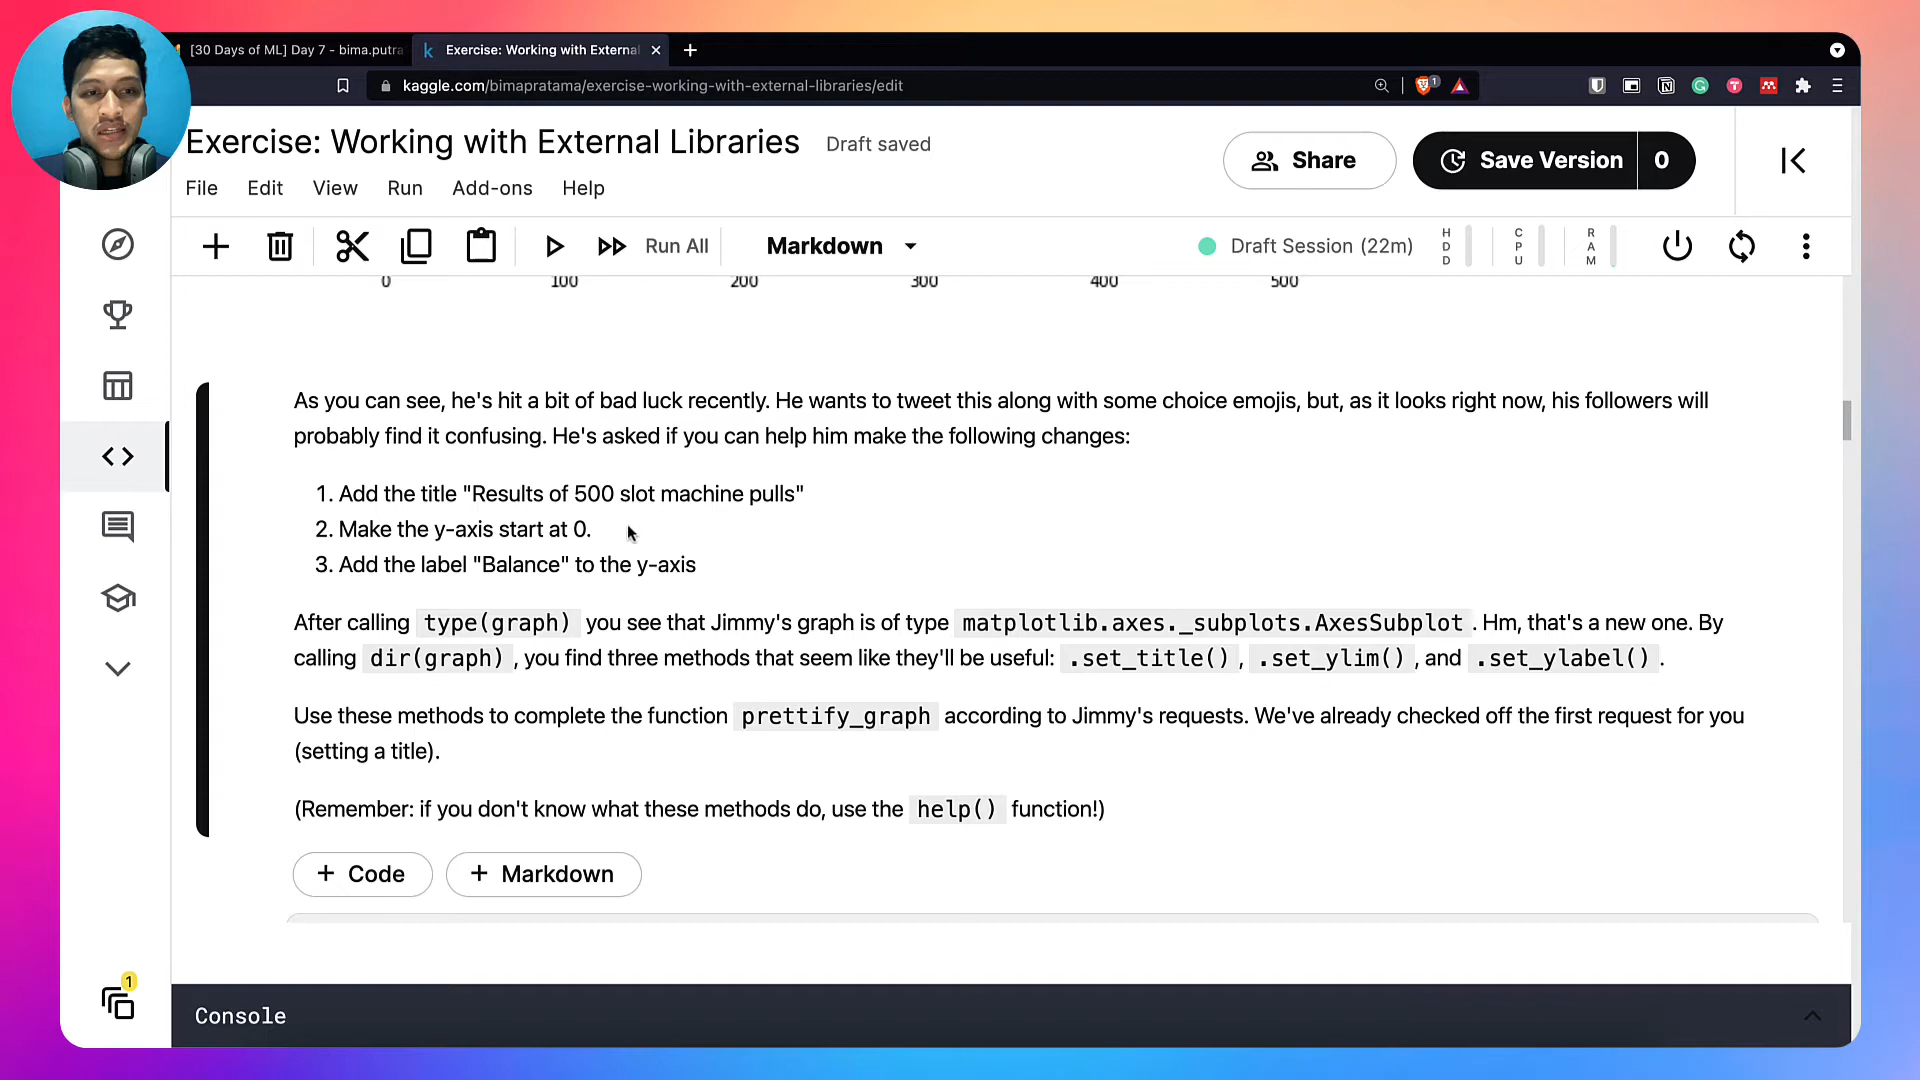 [30 Days of ML] Day 7 - bima.putra
k Exercise: Working with External
kaggle.com/bimapratama/exercise-working-with-external-libraries/edit
1
Exercise: Working with External Libraries
Draft saved
Share
Save Version
0
File Edit View Run Add-ons Help
Run All
Markdown
Draft Session (22m)
HDD
CPU
RAM
0 100 200 300 400 500
As you can see, he's hit a bit of bad luck recently. He wants to tweet this along with some choice emojis, but, as it looks right now, his followers will
probably find it confusing. He's asked if you can help him make the following changes:
1. Add the title "Results of 500 slot machine pulls"
2. Make the y-axis start at 0.
3. Add the label "Balance" to the y-axis
After calling type(graph) you see that Jimmy's graph is of type matplotlib.axes._subplots.AxesSubplot. Hm, that's a new one. By
calling dir(graph), you find three methods that seem like they'll be useful: .set_title(), .set_ylim(), and .set_ylabel().
Use these methods to complete the function prettify_graph according to Jimmy's requests. We've already checked off the first request for you
(setting a title).
(Remember: if you don't know what these methods do, use the help() function!)
+ Code + Markdown
1
Console